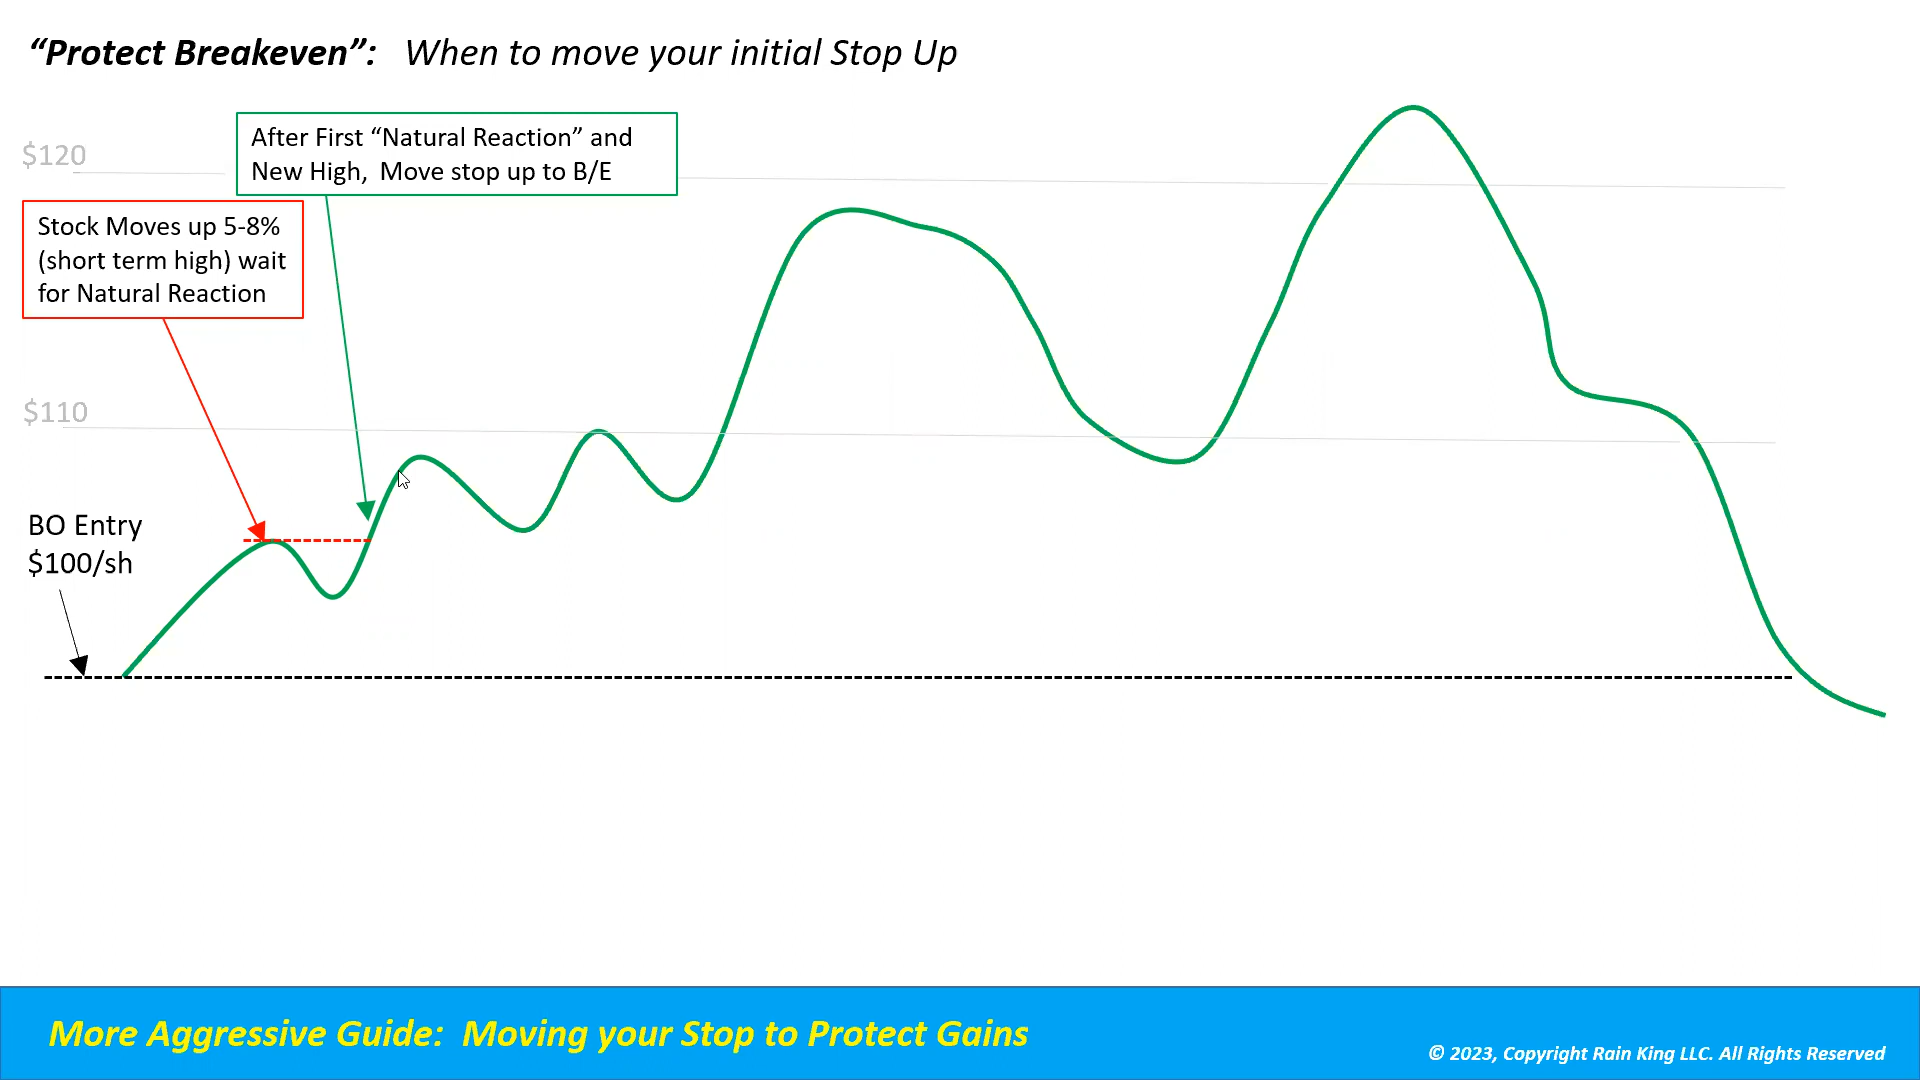 “Protect Breakeven”: When to move your initial Stop Up
After First “Natural Reaction” and
New High, Move stop up to B/E
$120
Stock Moves up 5-8%
(short term high) wait
for Natural Reaction
$110
BO Entry
$100/sh
More Aggressive Guide: Moving your Stop to Protect Gains
© 2023, Copyright Rain King LLC. All Rights Reserved